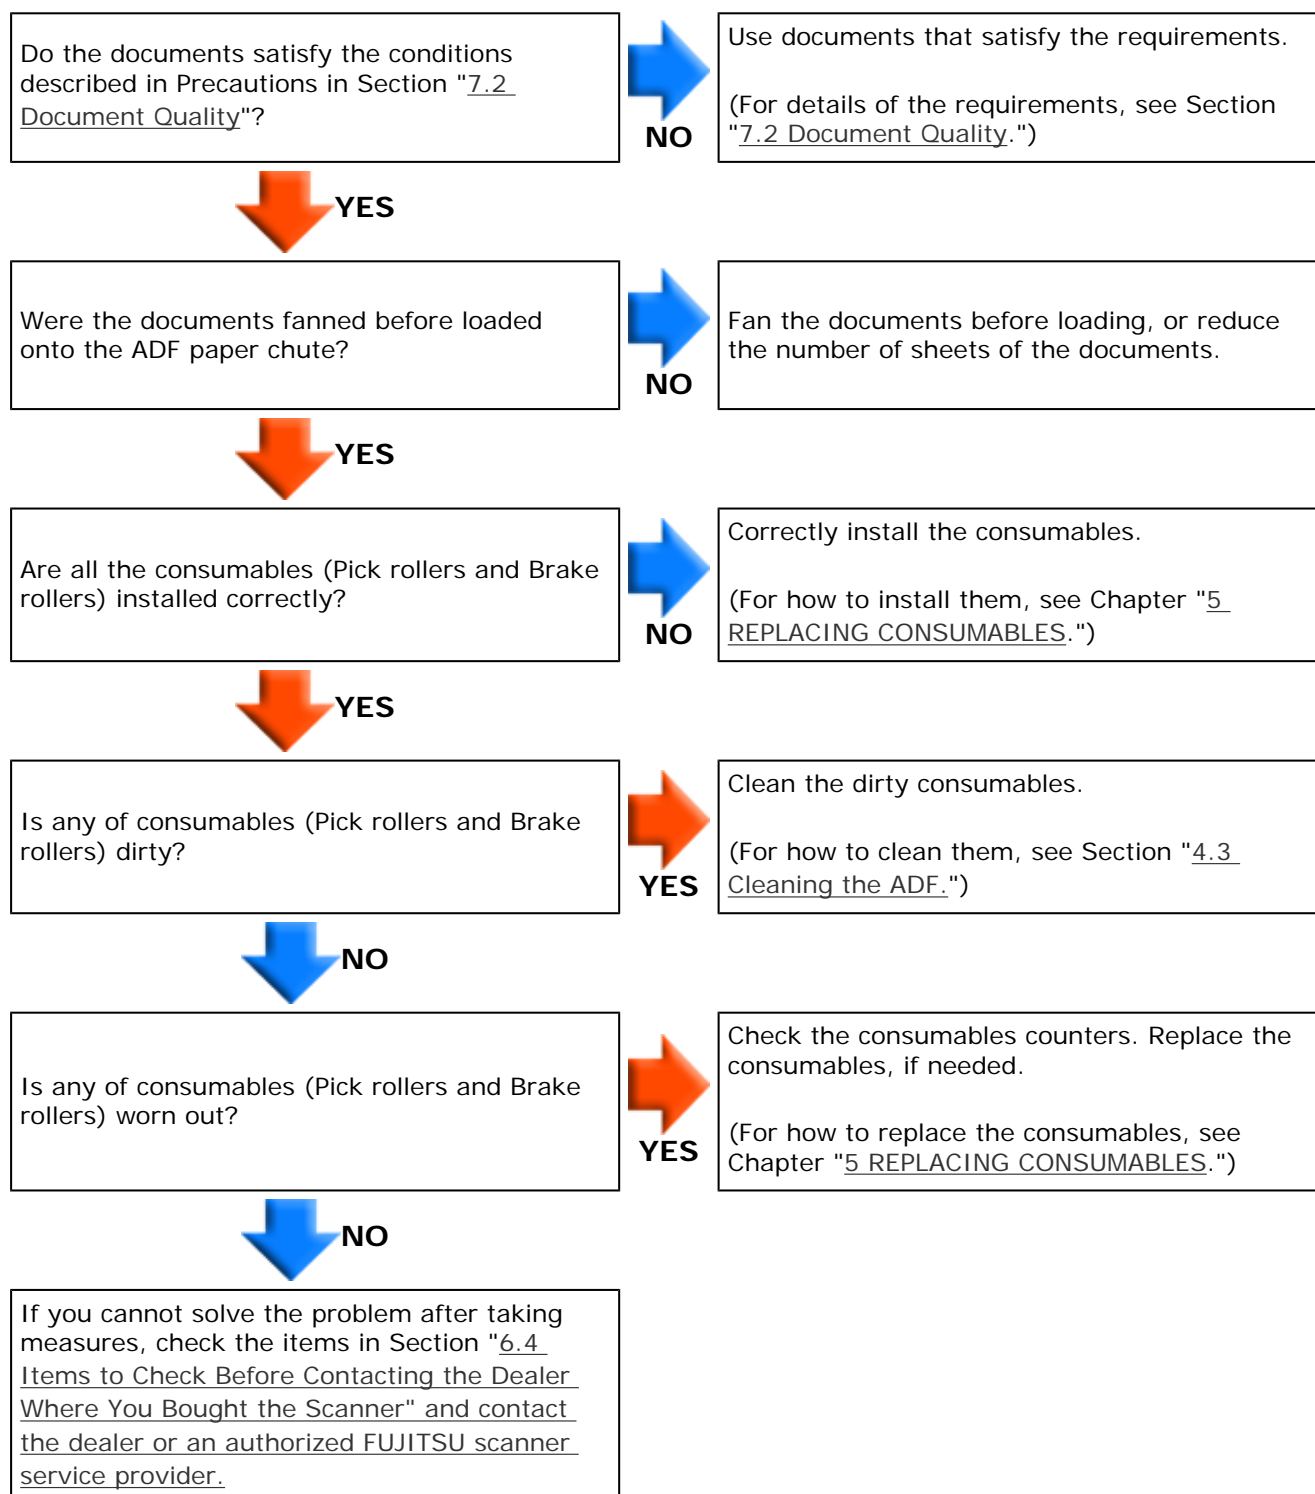 Do the documents satisfy the conditions
described in Precautions in Section "7.2
Document Quality"?
NO
Use documents that satisfy the requirements.
(For details of the requirements, see Section
"7.2 Document Quality.")
YES
Were the documents fanned before loaded
onto the ADF paper chute?
NO
Fan the documents before loading, or reduce
the number of sheets of the documents.
YES
Are all the consumables (Pick rollers and Brake
rollers) installed correctly?
NO
Correctly install the consumables.
(For how to install them, see Chapter "5
REPLACING CONSUMABLES.")
YES
Is any of consumables (Pick rollers and Brake
rollers) dirty?
YES
Clean the dirty consumables.
(For how to clean them, see Section "4.3
Cleaning the ADF.")
NO
Is any of consumables (Pick rollers and Brake
rollers) worn out?
YES
Check the consumables counters. Replace the
consumables, if needed.
(For how to replace the consumables, see
Chapter "5 REPLACING CONSUMABLES.")
NO
If you cannot solve the problem after taking
measures, check the items in Section "6.4
Items to Check Before Contacting the Dealer
Where You Bought the Scanner" and contact
the dealer or an authorized FUJITSU scanner
service provider.